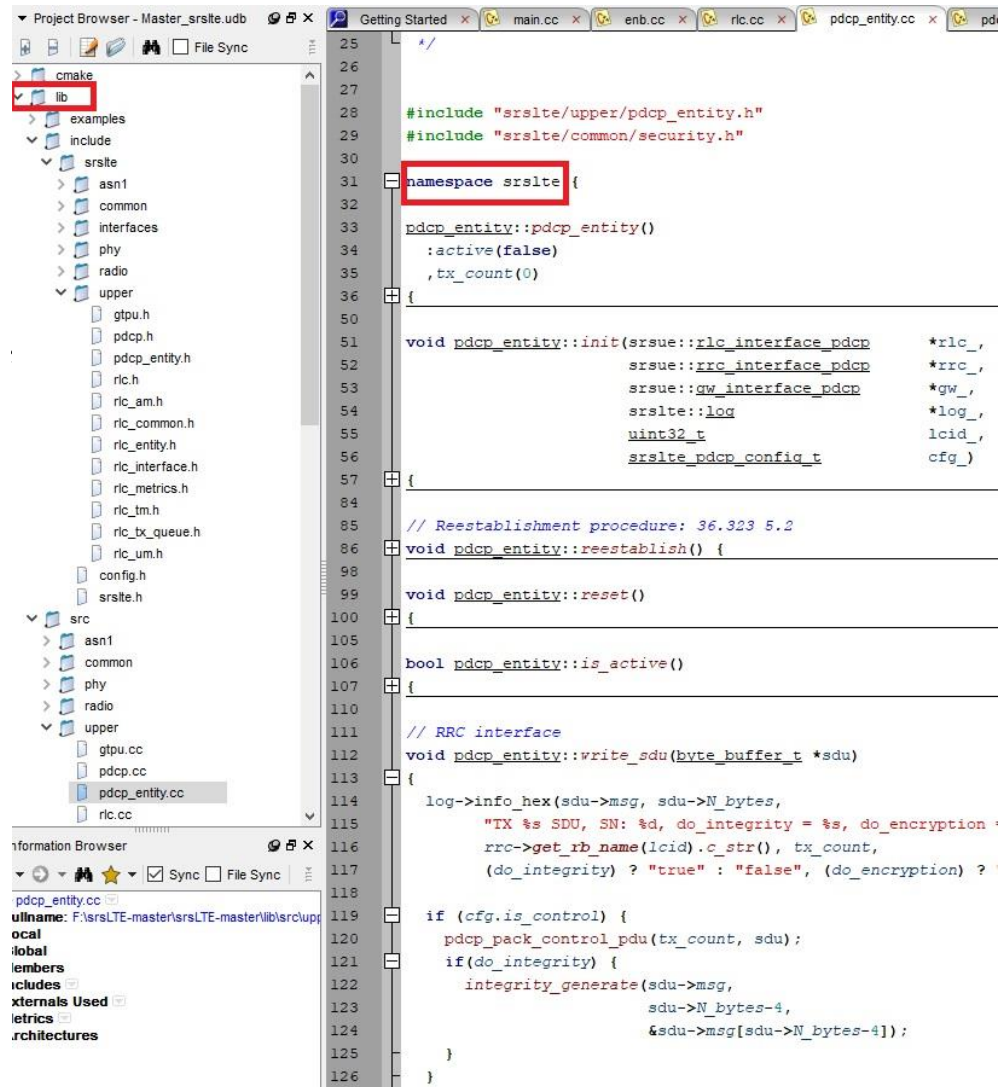 Project Browser - Master_srslte.udb
File Sync
cmake
lib
examples
include
srslte
asn1
common
interfaces
phy
radio
upper
gtpu.h
pdcp.h
pdcp_entity.h
rlc.h
rlc_am.h
rlc_common.h
rlc_entity.h
rlc_interface.h
rlc_metrics.h
rlc_tm.h
rlc_tx_queue.h
rlc_um.h
config.h
srslte.h
src
asn1
common
phy
radio
upper
gtpu.cc
pdcp.cc
pdcp_entity.cc
rlc.cc
nformation Browser
Sync File Sync
pdcp_entity.cc
ullname: F:\srsLTE-master\srsLTE-master\lib\src\upp
ocal
lobal
lembers
ncludes
xternals Used
letrics
rchitectures
Getting Started main.cc enb.cc rlc.cc pdcp_entity.cc pd
25 */
26
27
28 #include "srslte/upper/pdcp_entity.h"
29 #include "srslte/common/security.h"
30
31 namespace srslte {
32
33 pdcp_entity::pdcp_entity()
34 :active(false)
35 ,tx_count(0)
36 {
50
51 void pdcp_entity::init(srsue::rlc_interface_pdcp *rlc_,
52 srsue::rrc_interface_pdcp *rrc_,
53 srsue::gw_interface_pdcp *gw_,
54 srslte::log *log_,
55 uint32_t lcid_,
56 srslte_pdcp_config_t cfg_)
57 {
84
85 // Reestablishment procedure: 36.323 5.2
86 void pdcp_entity::reestablish() {
98
99 void pdcp_entity::reset()
100 {
105
106 bool pdcp_entity::is_active()
107 {
110
111 // RRC interface
112 void pdcp_entity::write_sdu(byte_buffer_t *sdu)
113 {
114 log->info_hex(sdu->msg, sdu->N_bytes,
115 "TX %s SDU, SN: %d, do_integrity = %s, do_encryption =
116 rrc->get_rb_name(lcid).c_str(), tx_count,
117 (do_integrity) ? "true" : "false", (do_encryption) ? "
118
119 if (cfg.is_control) {
120 pdcp_pack_control_pdu(tx_count, sdu);
121 if(do_integrity) {
122 integrity_generate(sdu->msg,
123 sdu->N_bytes-4,
124 &sdu->msg[sdu->N_bytes-4]);
125 }
126 }